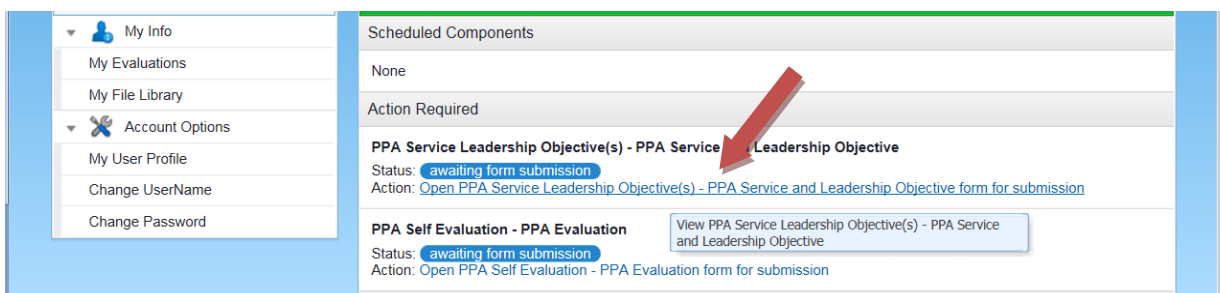 My Info
My Evaluations
My File Library
Account Options
My User Profile
Change UserName
Change Password
Scheduled Components
None
Action Required
PPA Service Leadership Objective(s) - PPA Service Leadership Objective
Status: awaiting form submission
Action: Open PPA Service Leadership Objective(s) - PPA Service and Leadership Objective form for submission
PPA Self Evaluation - PPA Evaluation
View PPA Service Leadership Objective(s) - PPA Service
and Leadership Objective
Status: awaiting form submission
Action: Open PPA Self Evaluation - PPA Evaluation form for submission